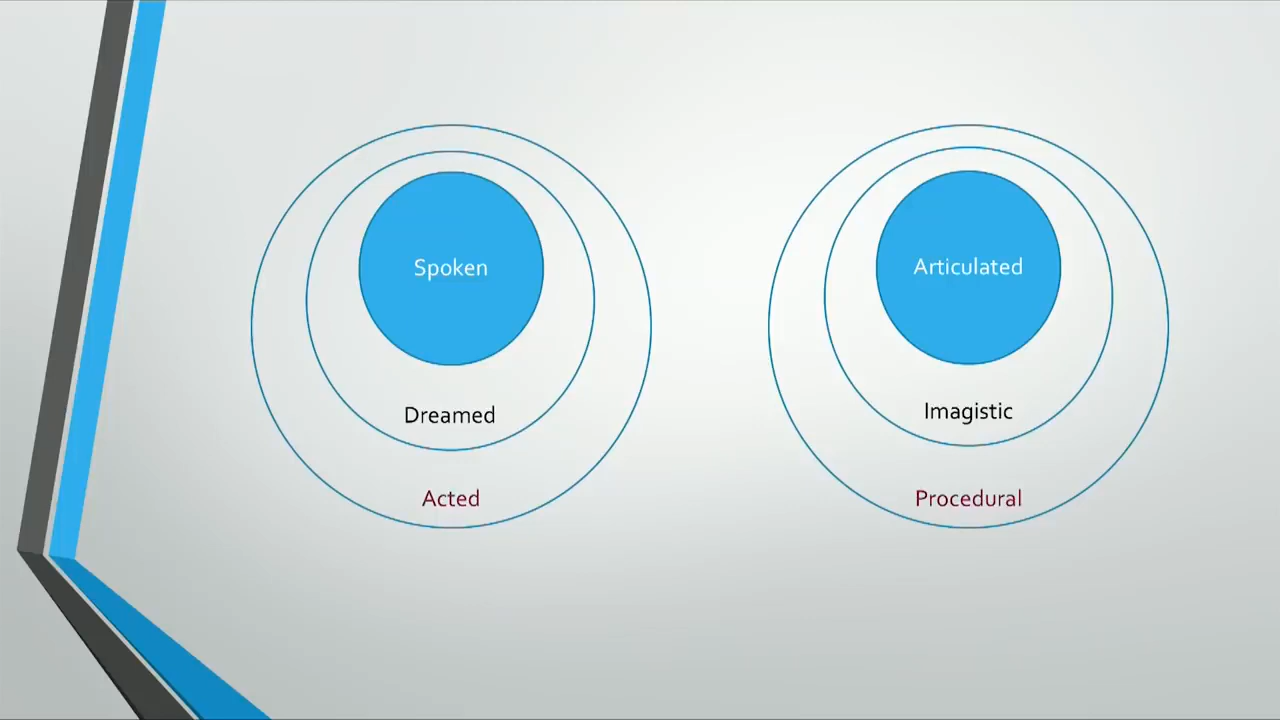 Spoken
Dreamed
Acted
Articulated
Imagistic
Procedural